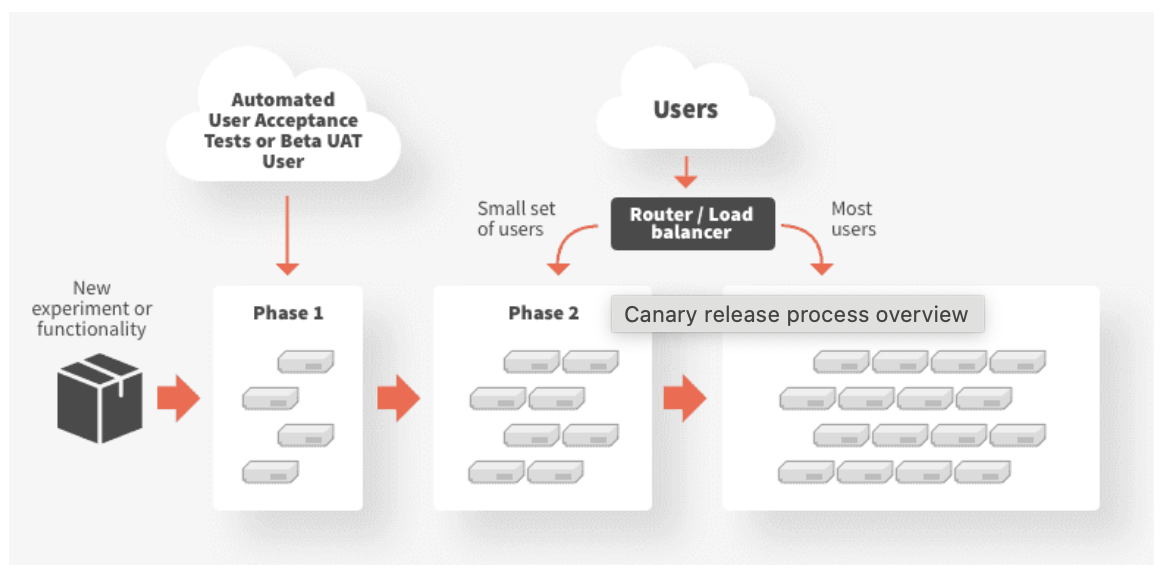 Automated
User Acceptance
Tests or Beta UAT
User
Users
Small set
of users
Router / Load
balancer
Most
users
New
experiment or
functionality
Phase 1
Phase 2
Canary release process overview